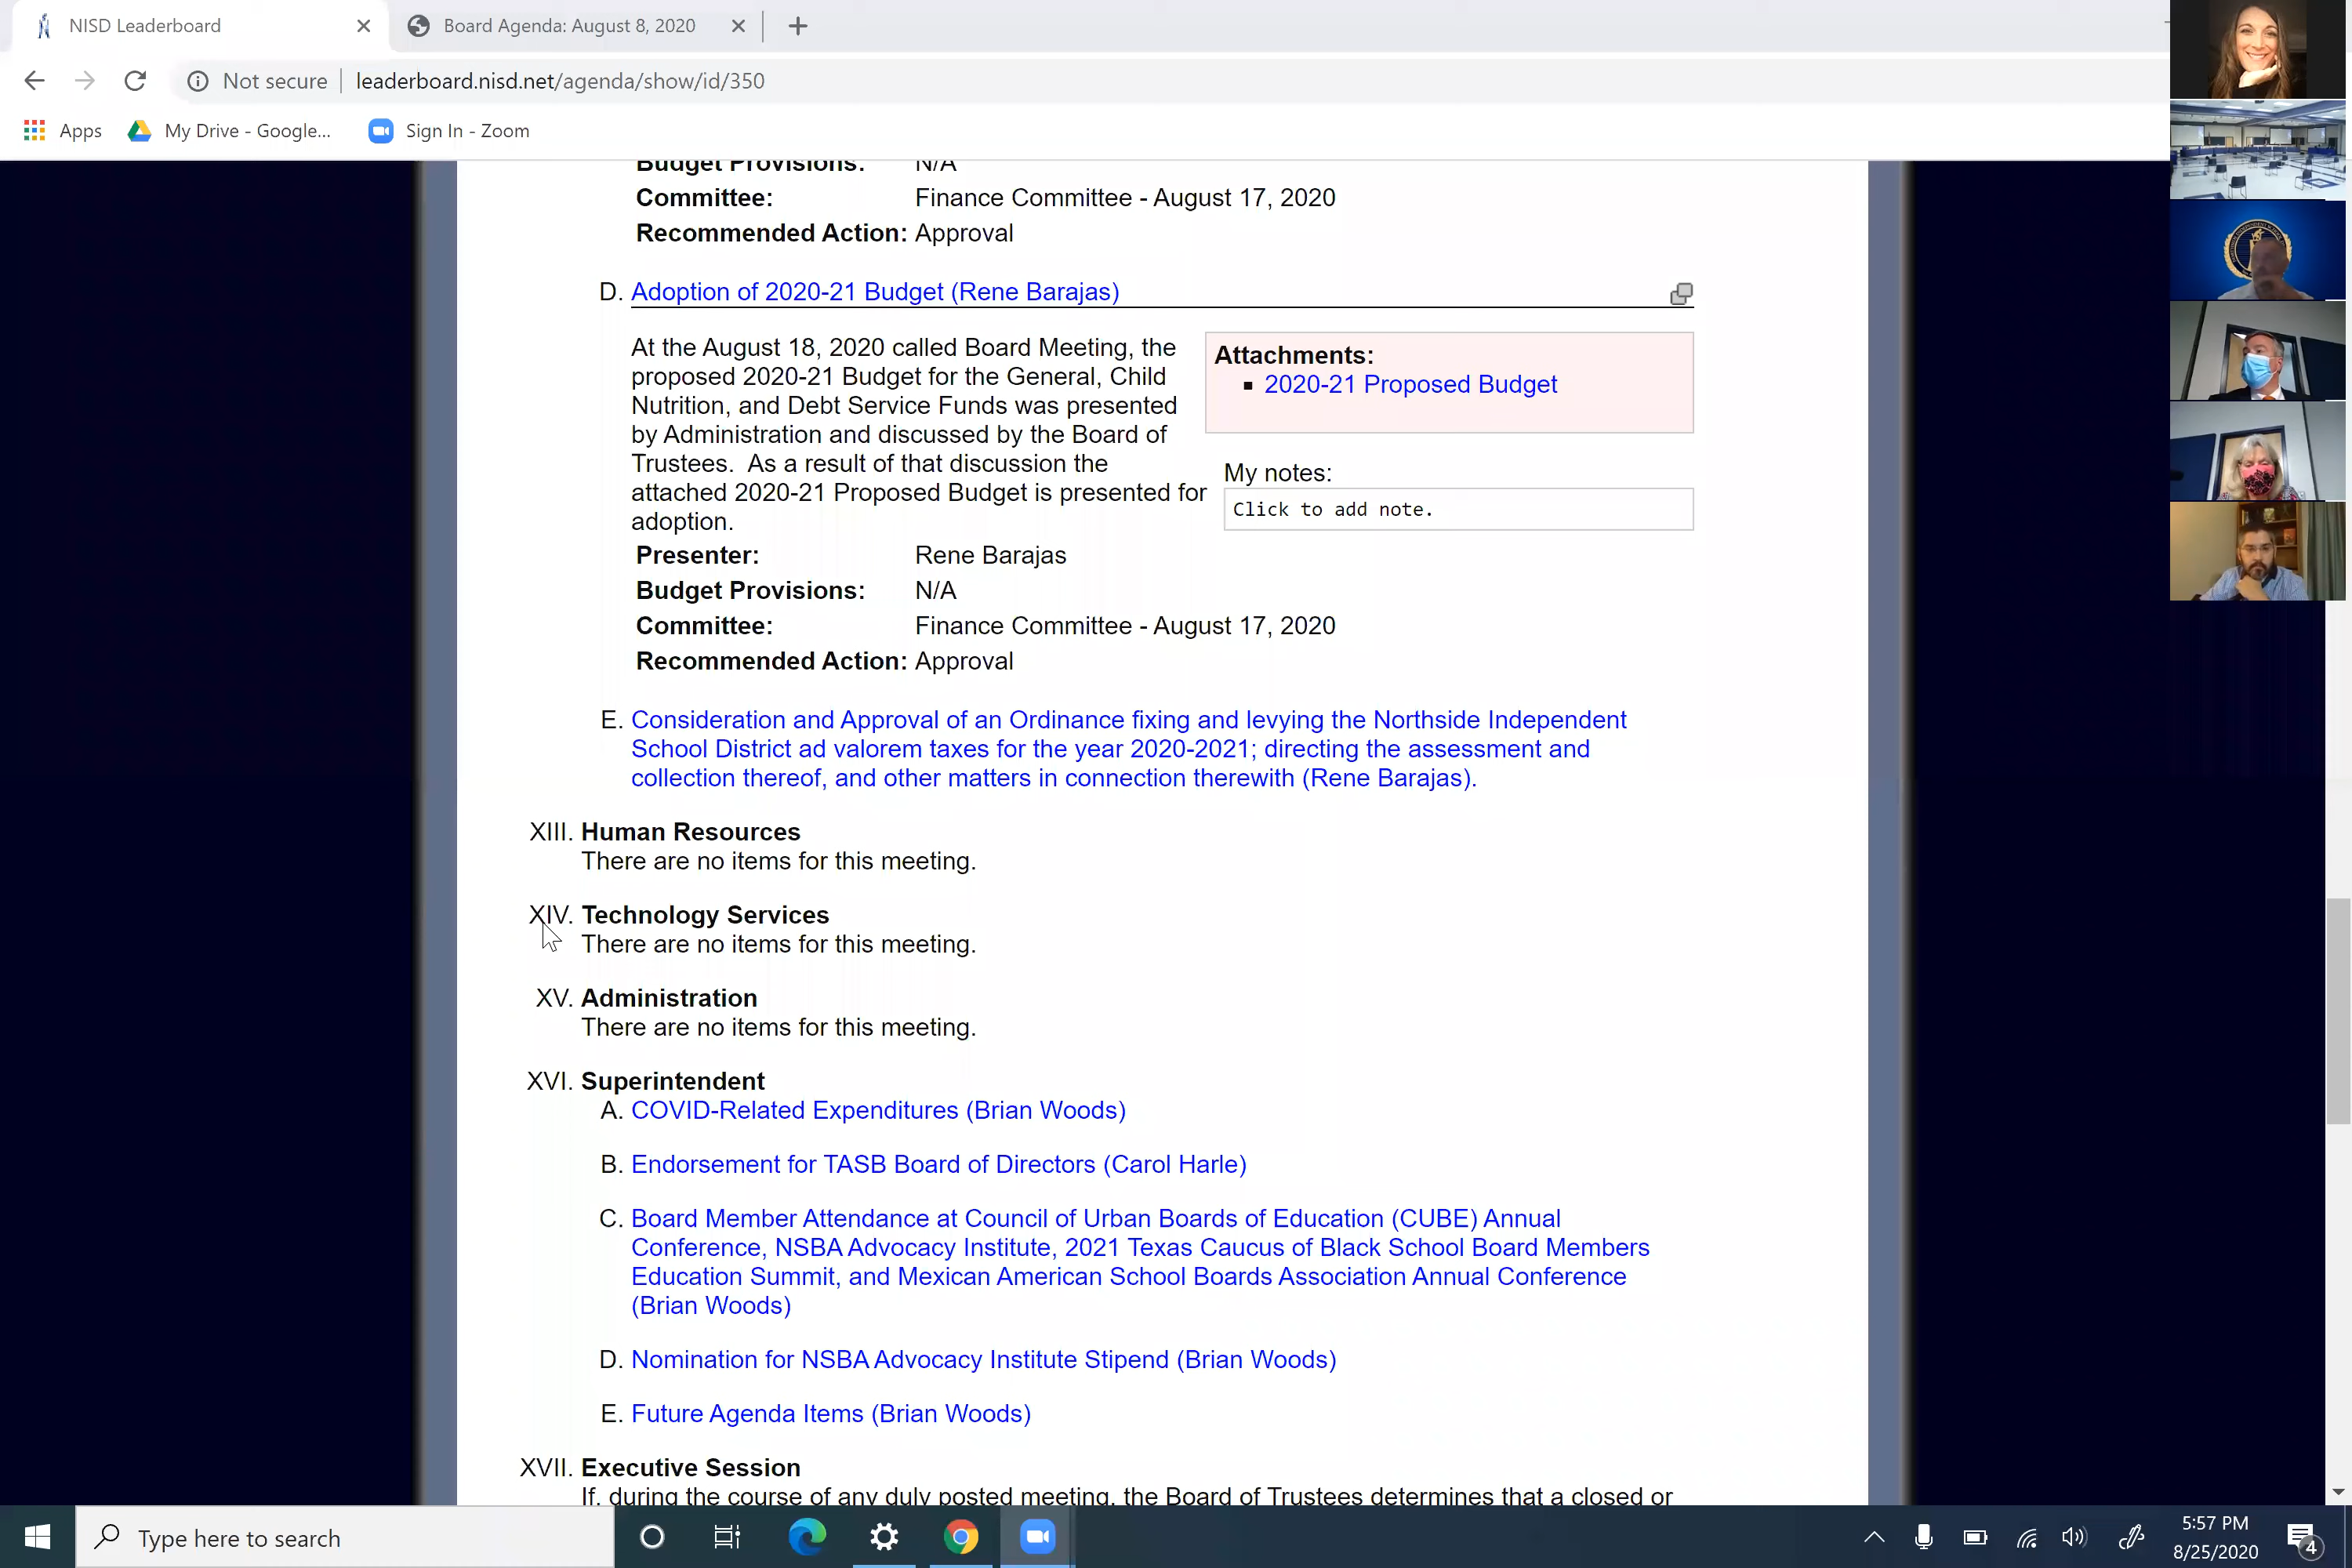 NISD Leaderboard
Board Agenda: August 8, 2020
Not secure
leaderboard.nisd.net/agenda/show/id/350
Apps
My Drive - Google...
Sign In - Zoom
Budget Provisions: N/A
Committee: Finance Committee - August 17, 2020
Recommended Action: Approval
D. Adoption of 2020-21 Budget (Rene Barajas)
At the August 18, 2020 called Board Meeting, the
proposed 2020-21 Budget for the General, Child
Nutrition, and Debt Service Funds was presented
by Administration and discussed by the Board of
Trustees. As a result of that discussion the
attached 2020-21 Proposed Budget is presented for
adoption.
Attachments:
2020-21 Proposed Budget
My notes:
Click to add note.
Presenter: Rene Barajas
Budget Provisions: N/A
Committee: Finance Committee - August 17, 2020
Recommended Action: Approval
E. Consideration and Approval of an Ordinance fixing and levying the Northside Independent
School District ad valorem taxes for the year 2020-2021; directing the assessment and
collection thereof, and other matters in connection therewith (Rene Barajas).
XIII. Human Resources
There are no items for this meeting.
XIV. Technology Services
There are no items for this meeting.
XV. Administration
There are no items for this meeting.
XVI. Superintendent
A. COVID-Related Expenditures (Brian Woods)
B. Endorsement for TASB Board of Directors (Carol Harle)
C. Board Member Attendance at Council of Urban Boards of Education (CUBE) Annual
Conference, NSBA Advocacy Institute, 2021 Texas Caucus of Black School Board Members
Education Summit, and Mexican American School Boards Association Annual Conference
(Brian Woods)
D. Nomination for NSBA Advocacy Institute Stipend (Brian Woods)
E. Future Agenda Items (Brian Woods)
XVII. Executive Session
If, during the course of any duly posted meeting, the Board of Trustees determines that a closed or
Type here to search
5:57 PM
8/25/2020
4